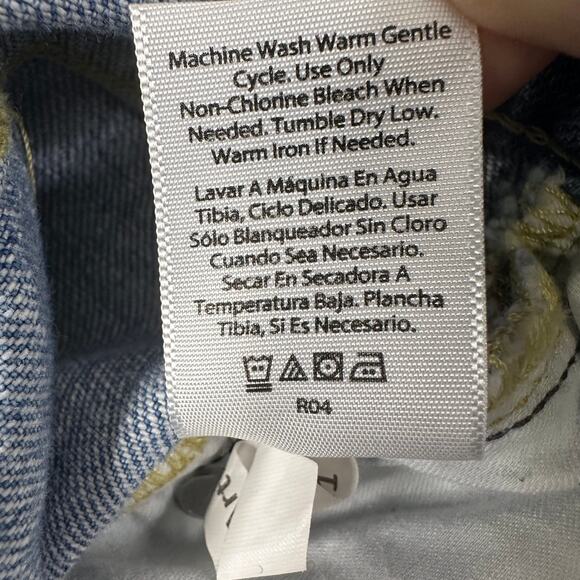 Machine Wash Warm Gentle
Cycle. Use Only
Non-Chlorine Bleach When
Needed. Tumble Dry Low.
Warm Iron If Needed.
Lavar A Máquina En Agua
Tibia, Ciclo Delicado. Usar
Sólo Blanqueador Sin Cloro
Cuando Sea Necesario.
Secar En Secadora A
Temperatura Baja. Plancha
Tibia, Si Es Necesario.
R04